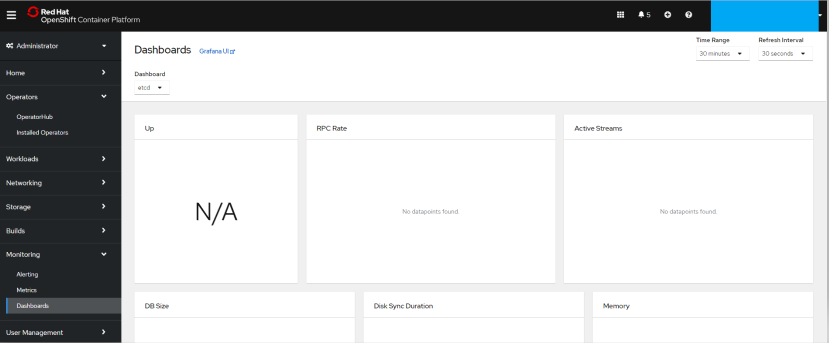 Red Hat
OpenShift Container Platform
5
Administrator
Home
Operators
OperatorHub
Installed Operators
Workloads
Networking
Storage
Builds
Monitoring
Alerting
Metrics
Dashboards
User Management
Dashboards Grafana UI
Time Range Refresh Interval
30 minutes 30 seconds
Dashboard
etcd
Up RPC Rate Active Streams
N/A No datapoints found. No datapoints found.
DB Size Disk Sync Duration Memory